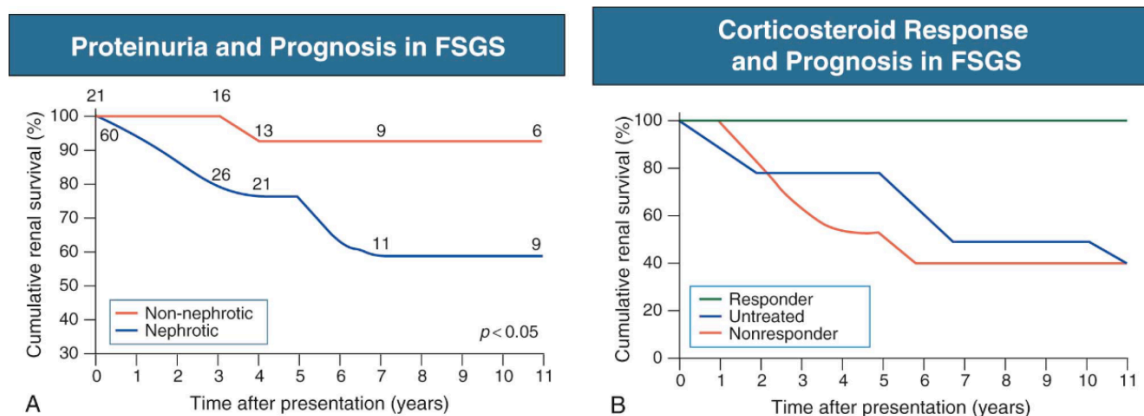 Proteinuria and Prognosis in FSGS
21
16
100
13
9
6
60
90
80
26
21
70
60
11
9
50
40
30
Non-nephrotic
Nephrotic
p<0.05
0 1 2 3 4 5 6 7 8 9 10 11
Cumulative renal survival (%)
Time after presentation (years)
A
Corticosteroid Response
and Prognosis in FSGS
100
80
60
40
20
0
Responder
Untreated
Nonresponder
0 1 2 3 4 5 6 7 8 9 10 11
Cumulative renal survival (%)
Time after presentation (years)
B